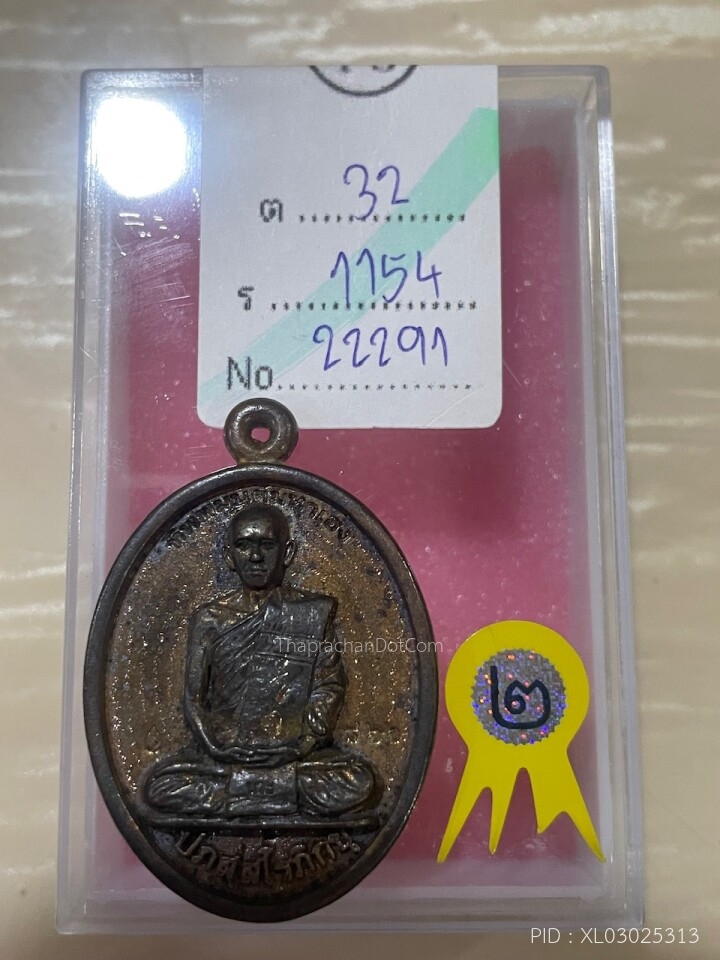 ต 32
ร 1154
No 22291
ThaprachanDotCom
๒
ปภสฺสโรภิกขุ
PID : XL03025313